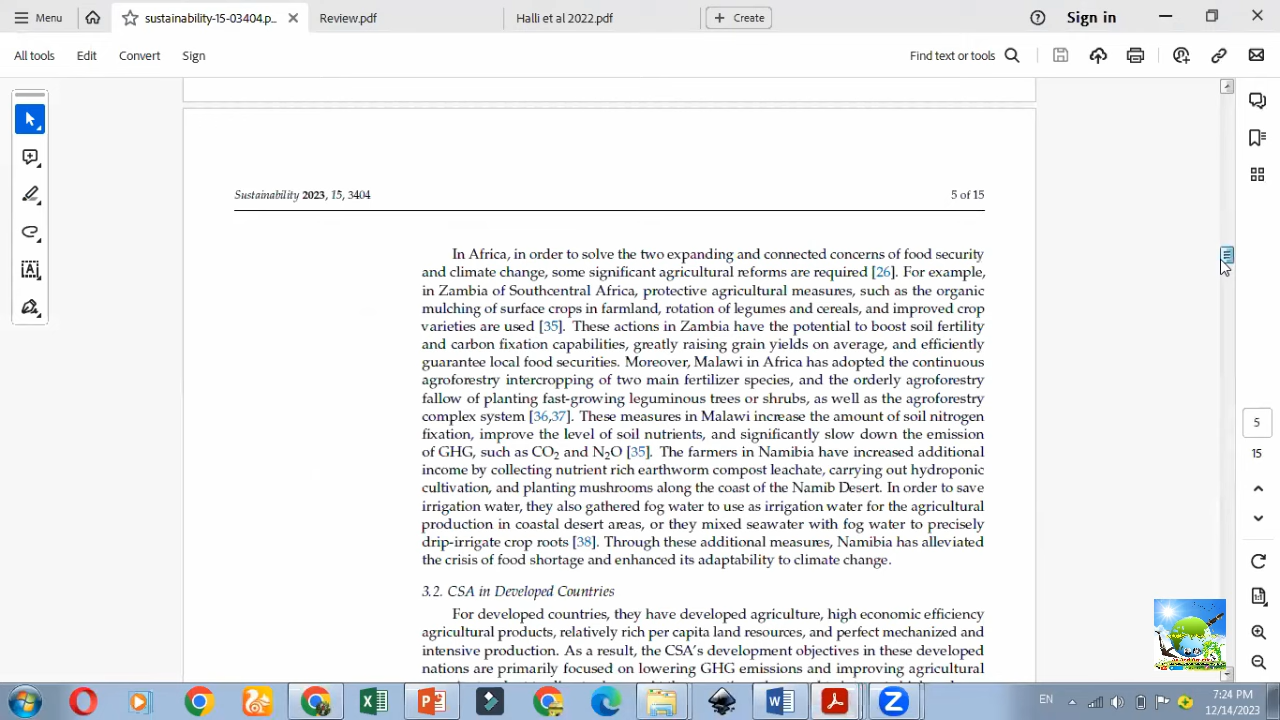 Menu
sustainability-15-03404.p...
Review.pdf
Halli et al 2022.pdf
Create
Sign in
All tools
Edit
Convert
Sign
Find text or tools
Sustainability 2023, 15, 3404
5 of 15
In Africa, in order to solve the two expanding and connected concerns of food security
and climate change, some significant agricultural reforms are required [26]. For example,
in Zambia of Southcentral Africa, protective agricultural measures, such as the organic
mulching of surface crops in farmland, rotation of legumes and cereals, and improved crop
varieties are used [35]. These actions in Zambia have the potential to boost soil fertility
and carbon fixation capabilities, greatly raising grain yields on average, and efficiently
guarantee local food securities. Moreover, Malawi in Africa has adopted the continuous
agroforestry intercropping of two main fertilizer species, and the orderly agroforestry
fallow of planting fast-growing leguminous trees or shrubs, as well as the agroforestry
complex system [36,37]. These measures in Malawi increase the amount of soil nitrogen
fixation, improve the level of soil nutrients, and significantly slow down the emission
of GHG, such as CO₂ and N₂O [35]. The farmers in Namibia have increased additional
income by collecting nutrient rich earthworm compost leachate, carrying out hydroponic
cultivation, and planting mushrooms along the coast of the Namib Desert. In order to save
irrigation water, they also gathered fog water to use as irrigation water for the agricultural
production in coastal desert areas, or they mixed seawater with fog water to precisely
drip-irrigate crop roots [38]. Through these additional measures, Namibia has alleviated
the crisis of food shortage and enhanced its adaptability to climate change.
3.2. CSA in Developed Countries
For developed countries, they have developed agriculture, high economic efficiency
agricultural products, relatively rich per capita land resources, and perfect mechanized and
intensive production. As a result, the CSA's development objectives in these developed
nations are primarily focused on lowering GHG emissions and improving agricultural
5
15
EN
7:24 PM
12/14/2023